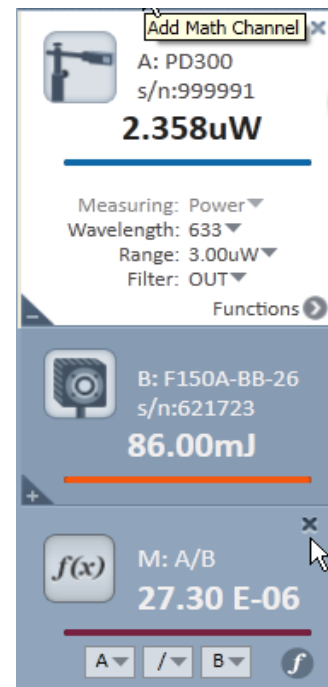 Add Math Channel
A: PD300
s/n:999991
2.358uW
Measuring: Power
Wavelength: 633
Range: 3.00uW
Filter: OUT
Functions
B: F150A-BB-26
s/n:621723
86.00mJ
f(x)
M: A/B
27.30 E-06
A / B f